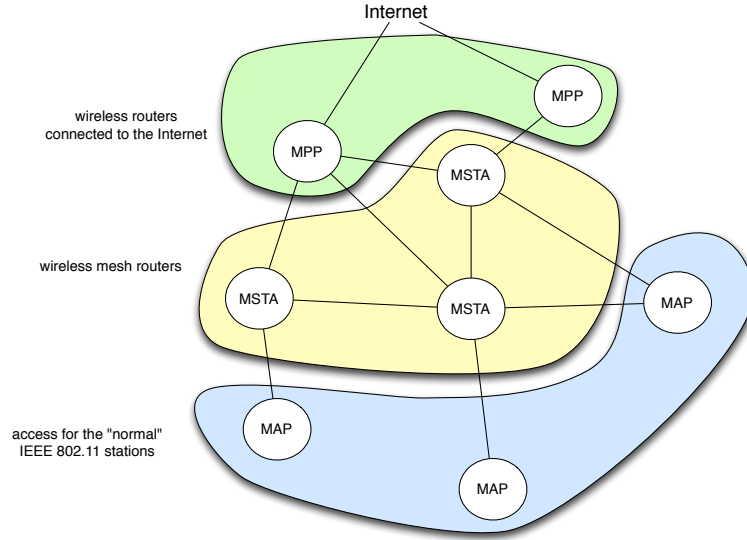 Internet
MPP
wireless routers
connected to the Internet
MPP
MSTA
wireless mesh routers
MSTA
MSTA
MAP
access for the "normal"
IEEE 802.11 stations
MAP
MAP